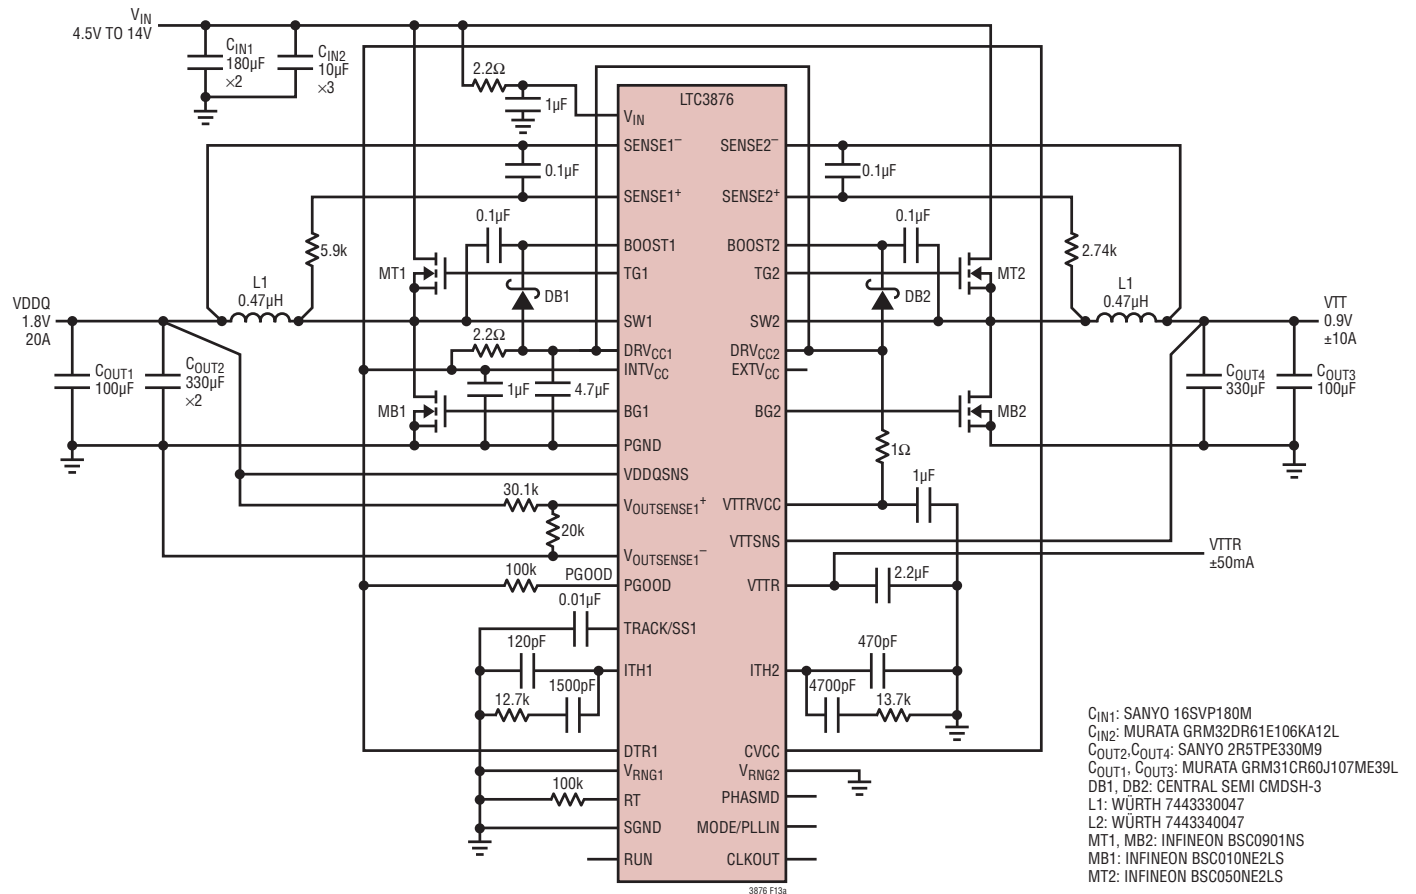 VIN
4.5V TO 14V
CIN1
180µF
×2
CIN2
10µF
×3
2.2Ω
1µF
LTC3876
VIN
SENSE1–
SENSE2–
0.1µF
0.1µF
SENSE1+
SENSE2+
0.1µF
0.1µF
5.9k
2.74k
BOOST1
BOOST2
MT1
TG1
TG2
MT2
L1
0.47µH
DB1
DB2
L1
0.47µH
VDDQ
1.8V
20A
SW1
SW2
VTT
0.9V
±10A
2.2Ω
DRVCC1
DRVCC2
INTVCC
EXTVCC
COUT1
100µF
COUT2
330µF
×2
1µF
4.7µF
COUT4
330µF
COUT3
100µF
MB1
BG1
BG2
MB2
PGND
1Ω
VDDQSNS
1µF
30.1k
VOUTSENSE1+
VTTRVCC
20k
VTTSNS
VOUTSENSE1–
VTTR
±50mA
100k
PGOOD
PGOOD
VTTR
2.2µF
0.01µF
TRACK/SS1
120pF
470pF
ITH1
ITH2
1500pF
4700pF
12.7k
13.7k
DTR1
CVCC
VRNG1
VRNG2
100k
RT
PHASMD
SGND
MODE/PLLIN
RUN
CLKOUT
CIN1: SANYO 16SVP180M
CIN2: MURATA GRM32DR61E106KA12L
COUT2,COUT4: SANYO 2R5TPE330M9
COUT1, COUT3: MURATA GRM31CR60J107ME39L
DB1, DB2: CENTRAL SEMI CMDSH-3
L1: WÜRTH 7443330047
L2: WÜRTH 7443340047
MT1, MB2: INFINEON BSC0901NS
MB1: INFINEON BSC010NE2LS
MT2: INFINEON BSC050NE2LS
3876 F13a